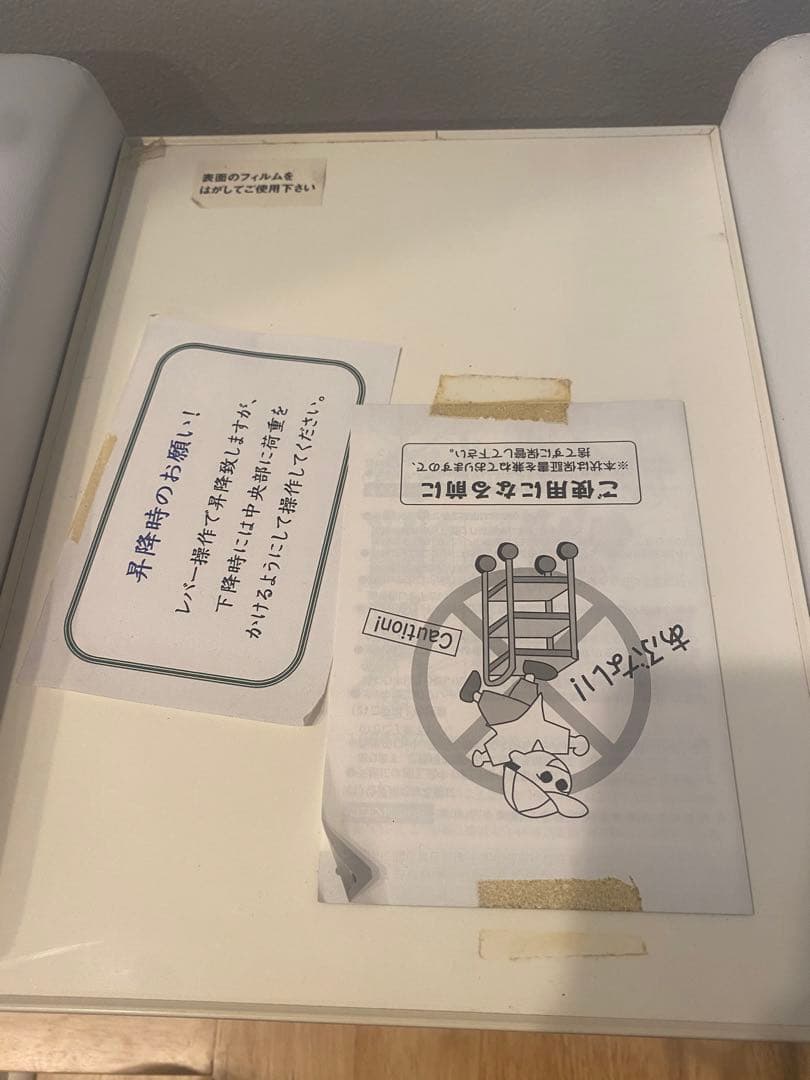 表面のフィルムを
はがしてご使用下さい
昇降時のお願い！
レバー操作で昇降致しますが、
下降時には中央部に荷重を
かけるようにして操作してください。
ご使用になる前に
※本状は保証書を兼ねておりますので、
捨てずに保管して下さい。
Caution!
あぶない!!